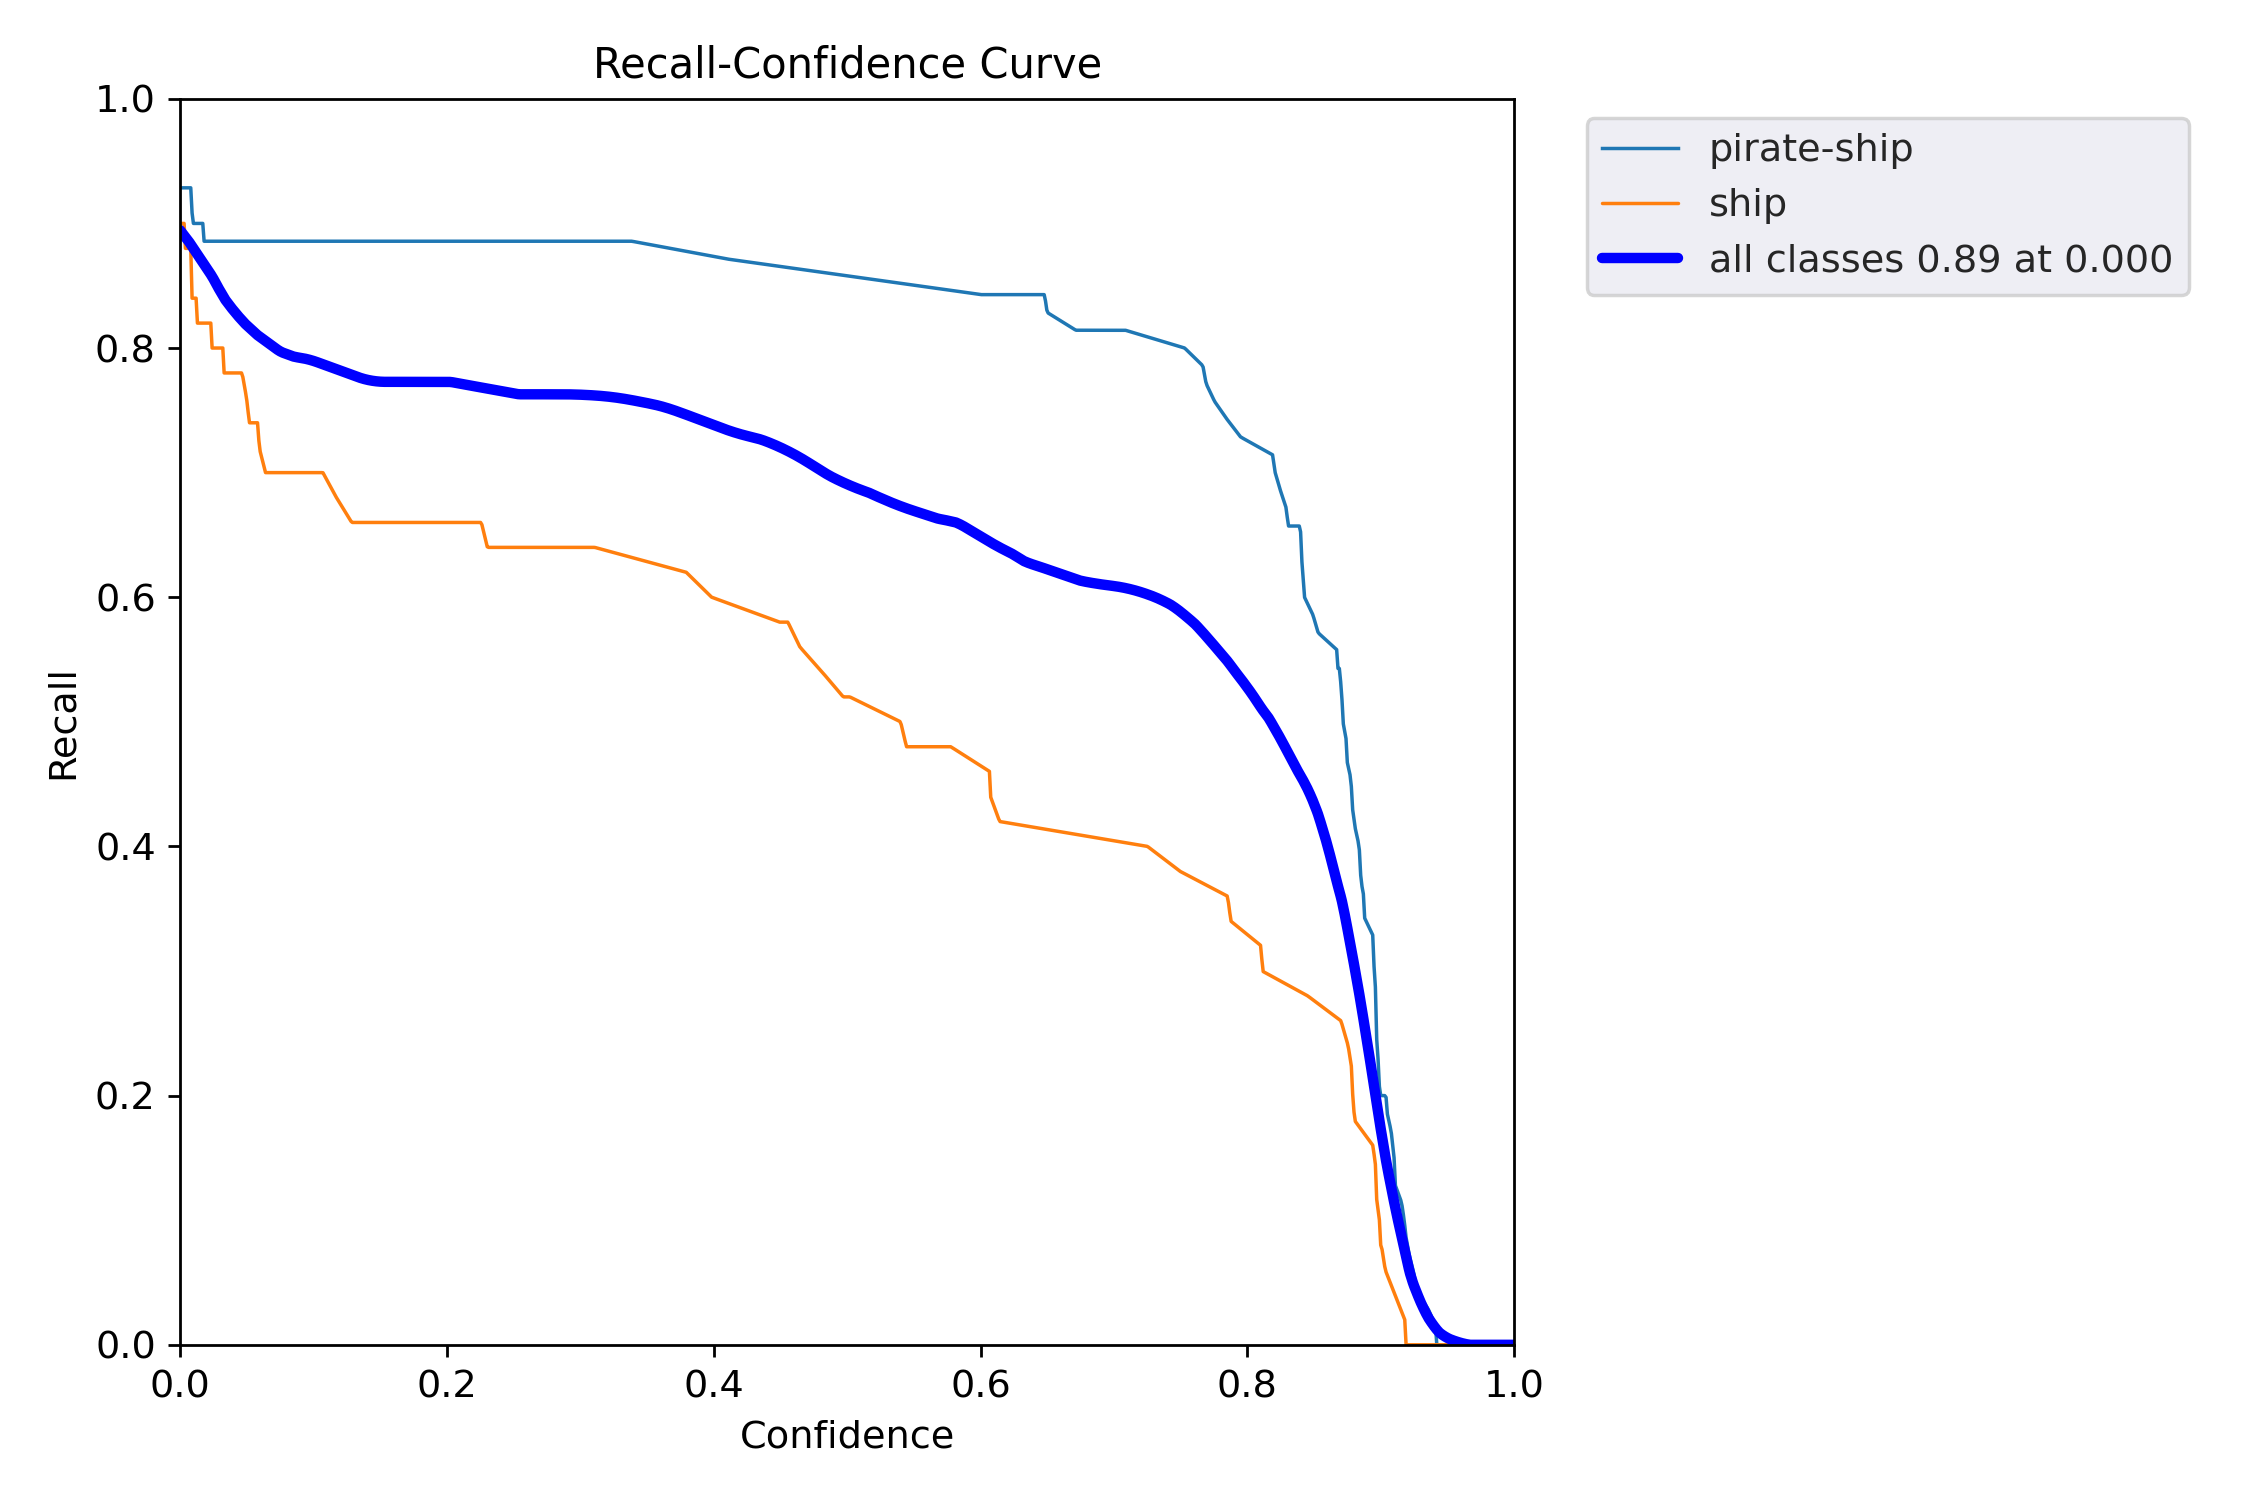 Recall-Confidence Curve
1.0
0.8
0.6
0.4
0.2
0.0
Recall
0.0 0.2 0.4 0.6 0.8 1.0
Confidence
pirate-ship
ship
all classes 0.89 at 0.000